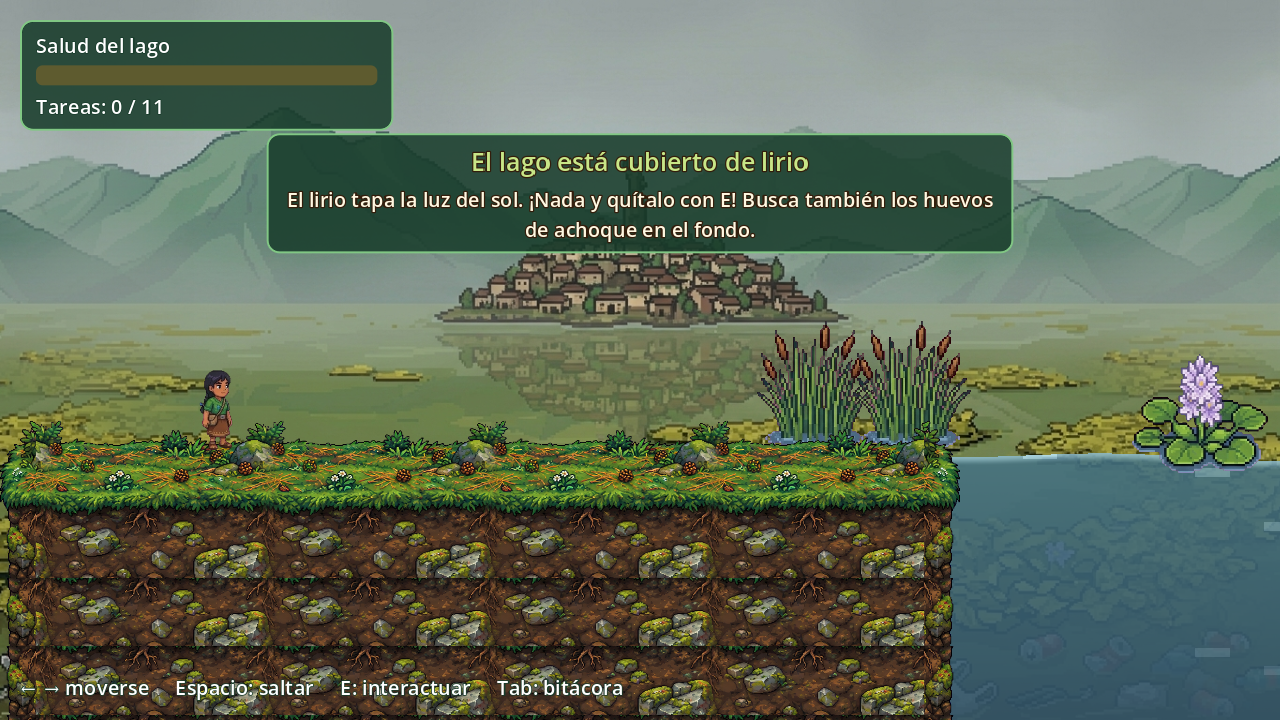 Salud del lago
Tareas: 0 / 11
El lago está cubierto de lirio
El lirio tapa la luz del sol. ¡Nada y quítalo con E! Busca también los huevos
de achoque en el fondo.
← → moverse Espacio: saltar E: interactuar Tab: bitácora